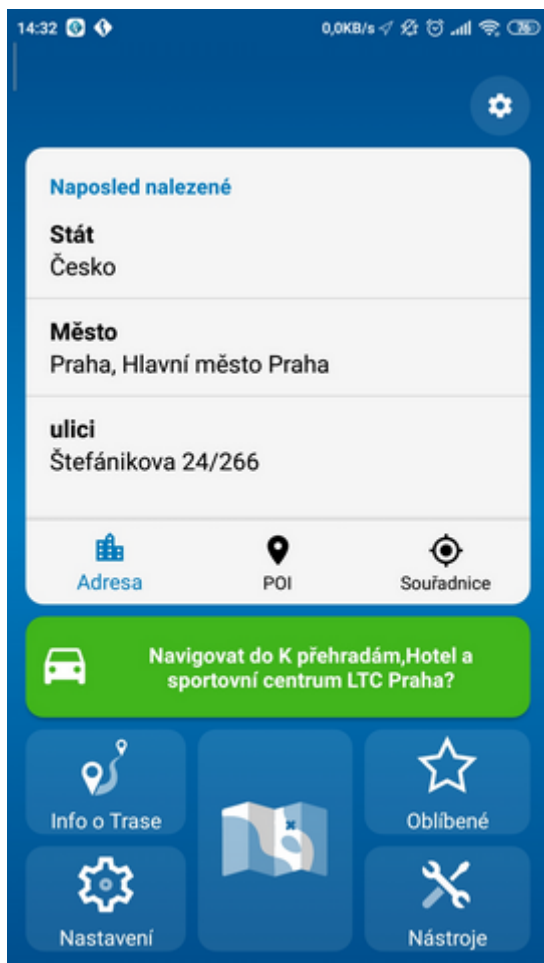 14:32 0,0KB/s 76
Naposled nalezené
Stát
Česko
Město
Praha, Hlavní město Praha
ulici
Štefánikova 24/266
Adresa POI Souřadnice
Navigovat do K přehradám,Hotel a
sportovní centrum LTC Praha?
Info o Trase Oblíbené
Nastavení Nástroje